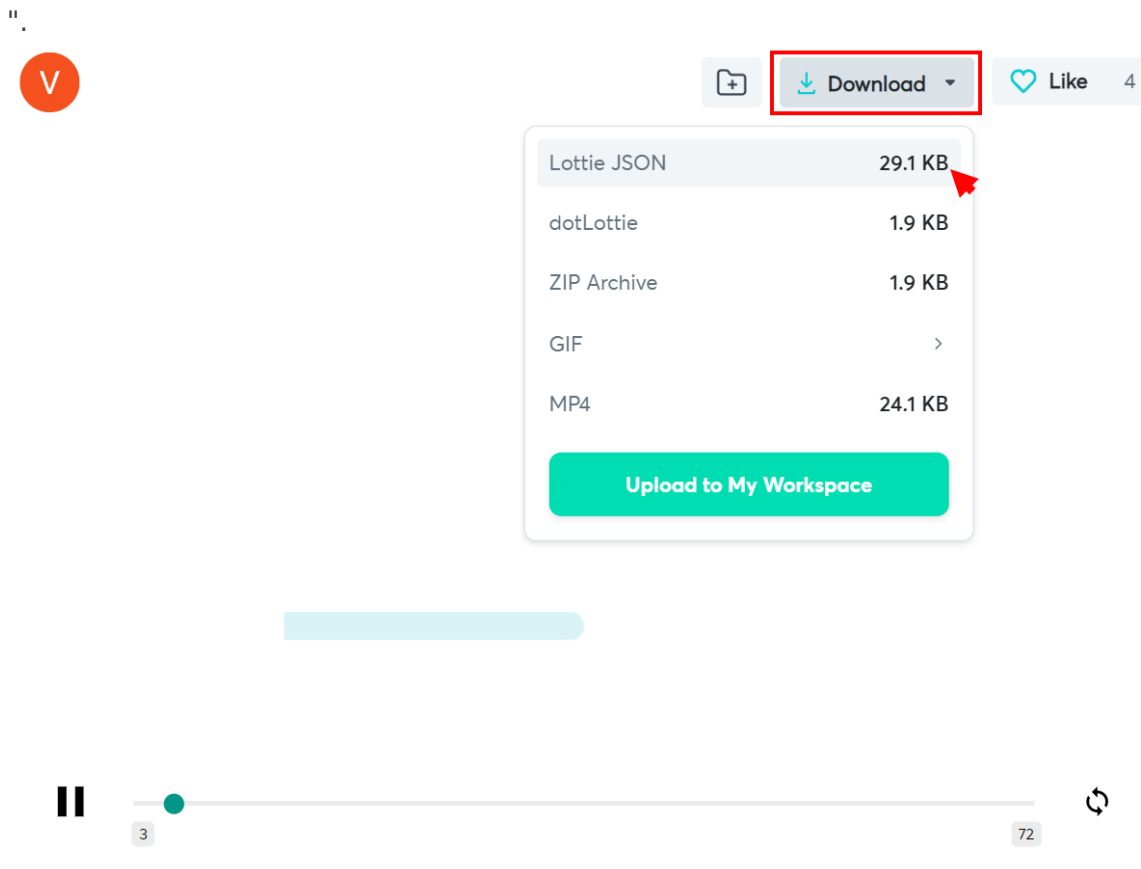 ".
V
Download
Like 4
Lottie JSON 29.1 KB
dotLottie 1.9 KB
ZIP Archive 1.9 KB
GIF
MP4 24.1 KB
Upload to My Workspace
3 72